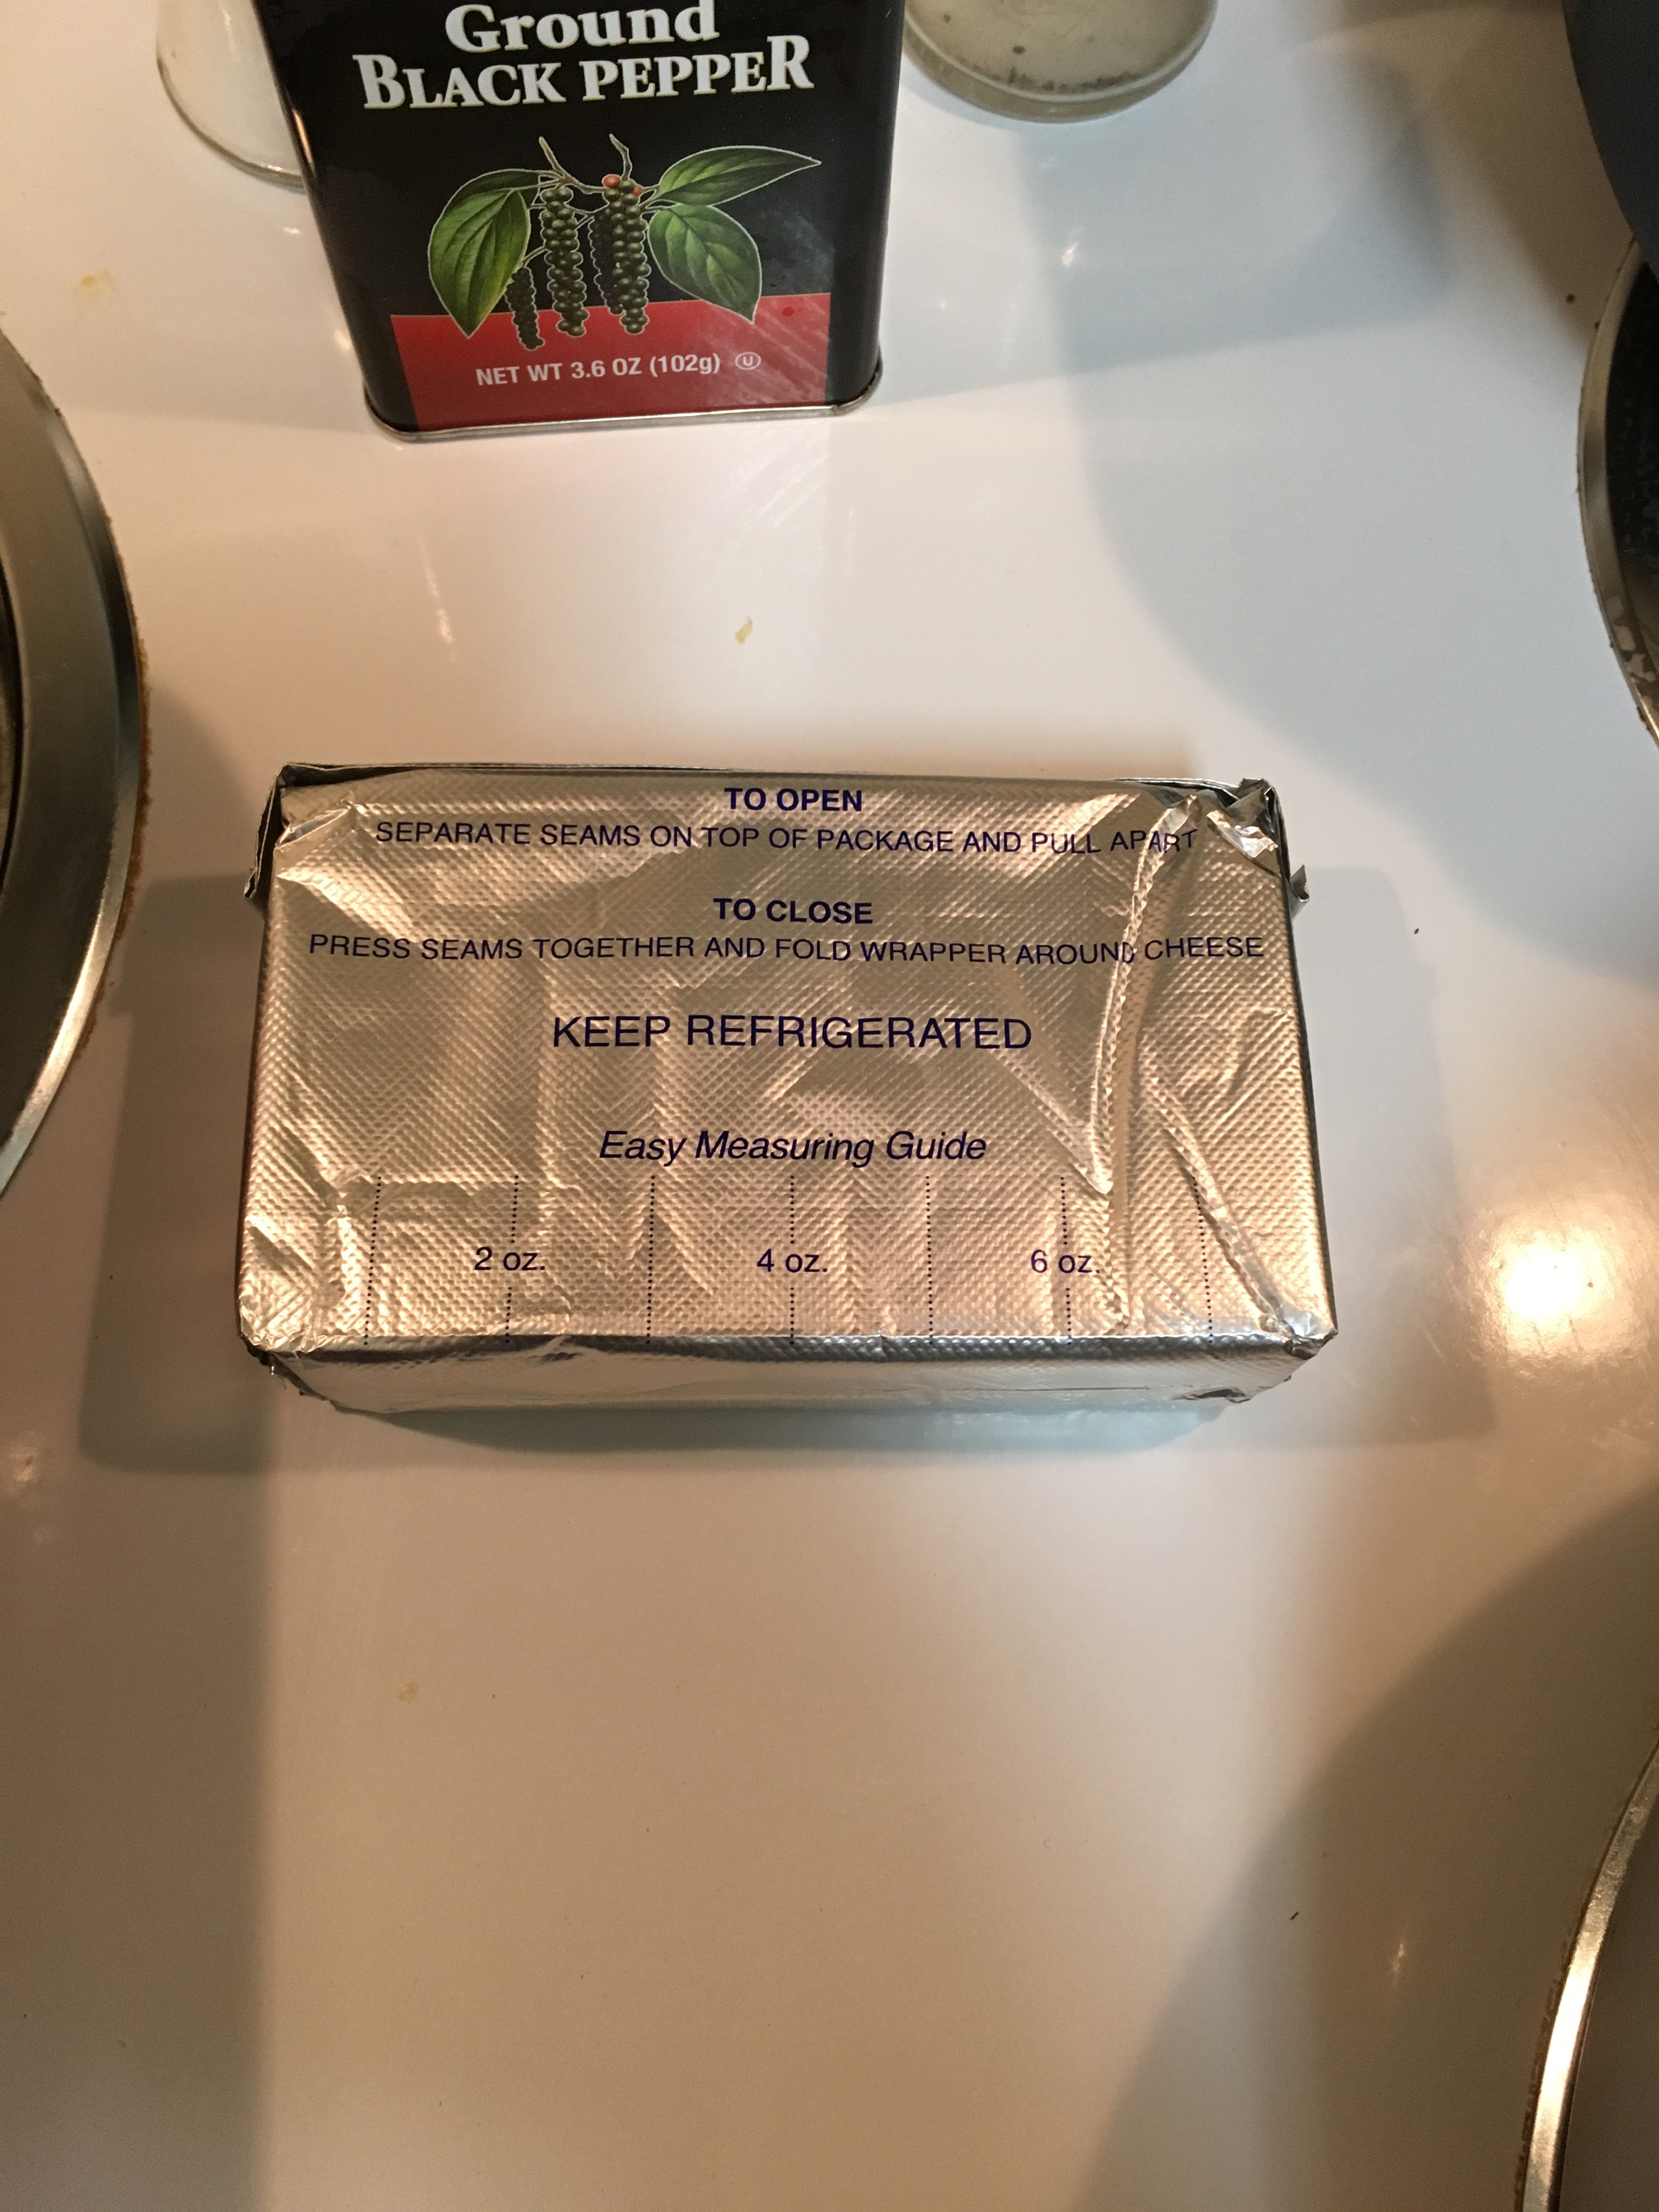 Ground
BLACK PEPPER
NET WT 3.6 OZ (102g) U
TO OPEN
SEPARATE SEAMS ON TOP OF PACKAGE AND PULL APART
TO CLOSE
PRESS SEAMS TOGETHER AND FOLD WRAPPER AROUND CHEESE
KEEP REFRIGERATED
Easy Measuring Guide
2 oz. 4 oz. 6 oz.